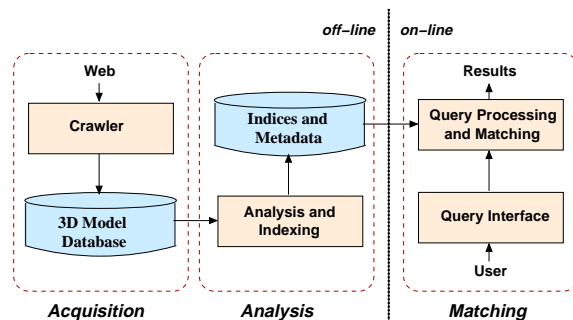 off-line
on-line
Web
Crawler
3D Model
Database
Acquisition
Indices and
Metadata
Analysis and
Indexing
Analysis
Results
Query Processing
and Matching
Query Interface
User
Matching